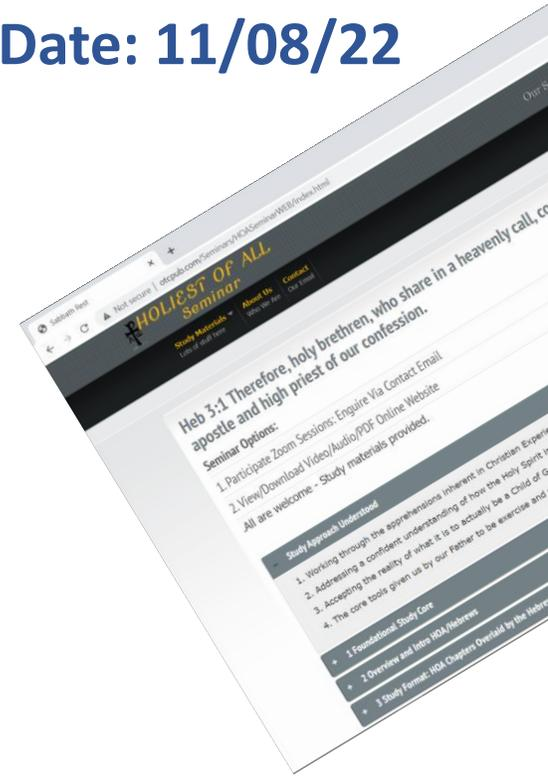 Date: 11/08/22
Our S
Sabbath Rest
Not secure | otcpub.com/Seminars/HOASeminarWEB/index.html
HOLIEST OF ALL
Seminar
Study Materials
Lots of stuff here
About Us
Who We Are
Contact
Our Email
Heb 3:1 Therefore, holy brethren, who share in a heavenly call, co
apostle and high priest of our confession.
Seminar Options:
1. Participate Zoom Sessions: Enquire Via Contact Email
2. View/Download Video/Audio/PDF Online Website
All are welcome - Study materials provided.
- Study Approach Understood
1. Working through the apprehensions inherent in Christian Experie
2. Addressing a confident understanding of how the Holy Spirit i
3. Accepting the reality of what it is to actually be a Child of G
4. The core tools given us by our Father to be exercise and
+ 1 Foundational Study Core
+ 2 Overview and Intro HOA/Hebrews
+ 3 Study Format: HOA Chapters Overlaid by the Hebre